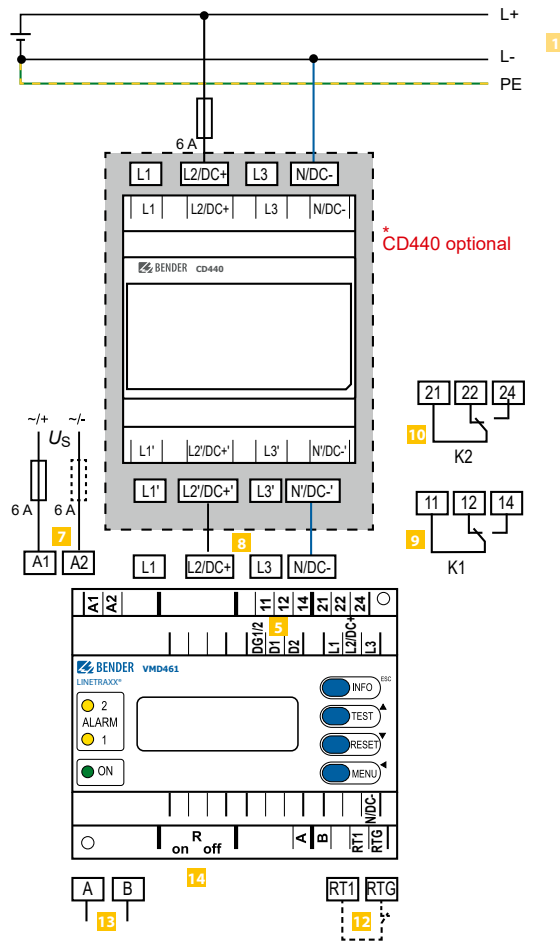 L+
1
L-
PE
6 A
L1 L2/DC+ L3 N/DC-
L1 L2/DC+ L3 N/DC-
*
CD440 optional
BENDER CD440
21 22 24
10
K2
~/+ ~/-
US
L1' L2'/DC+' L3' N'/DC-'
L1' L2'/DC+' L3' N'/DC-'
11 12 14
9
K1
6 A 6 A
7
8
A1 A2 L1 L2/DC+ L3 N/DC-
A1 A2 11 12 14 21 22 24
5
DG1/2 D1 D2 L1 L2/DC+ L3
BENDER VMD461
LINETRAXX®
INFO ESC
2
ALARM
1
TEST
RESET
ON
MENU
N/DC-
R
on off
A B RT1 RTG
14
A B RT1 RTG
13 12